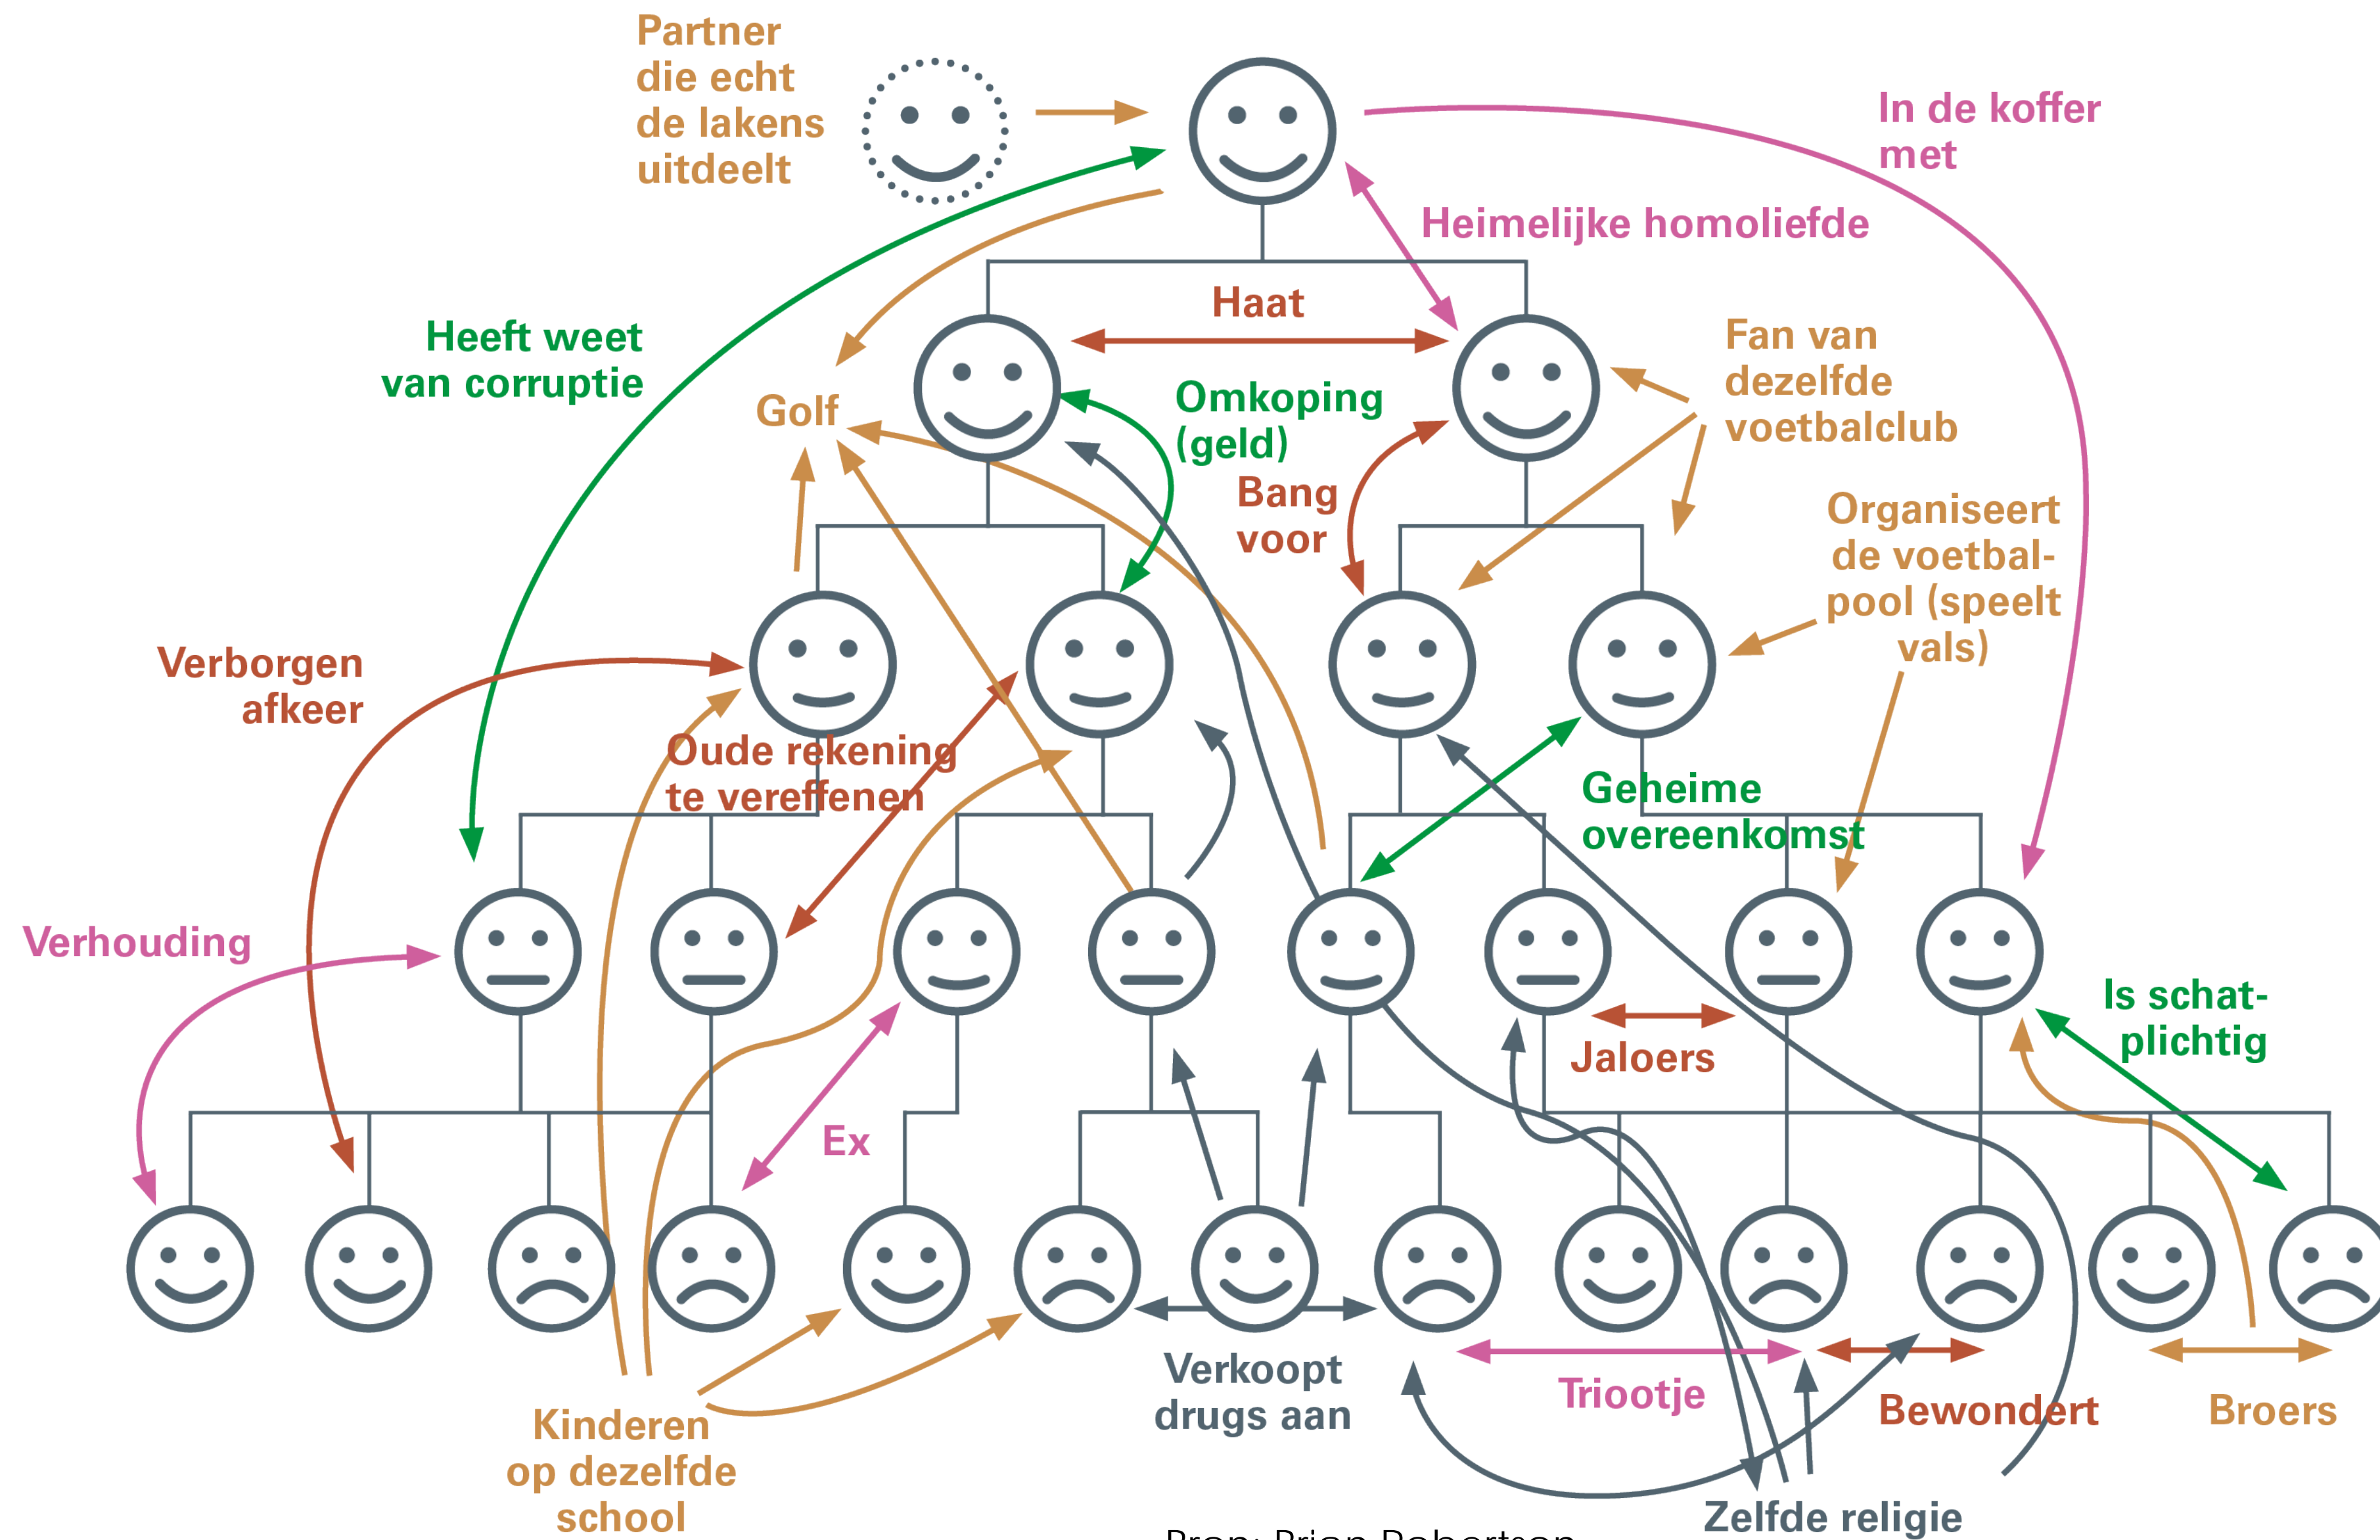 Partner
die echt
de lakens
uitdeelt
In de koffer
met
Heimelijke homoliefde
Haat
Heeft weet
van corruptie
Fan van
dezelfde
voetbalclub
Golf
Omkoping
(geld)
Bang
voor
Organiseert
de voetbal-
pool (speelt
vals)
Verborgen
afkeer
Oude rekening
te vereffenen
Geheime
overeenkomst
Verhouding
Is schat-
plichtig
Jaloers
Ex
Verkoopt
drugs aan
Triootje
Bewondert
Broers
Kinderen
op dezelfde
school
Zelfde religie
Bron: Brian Robertson